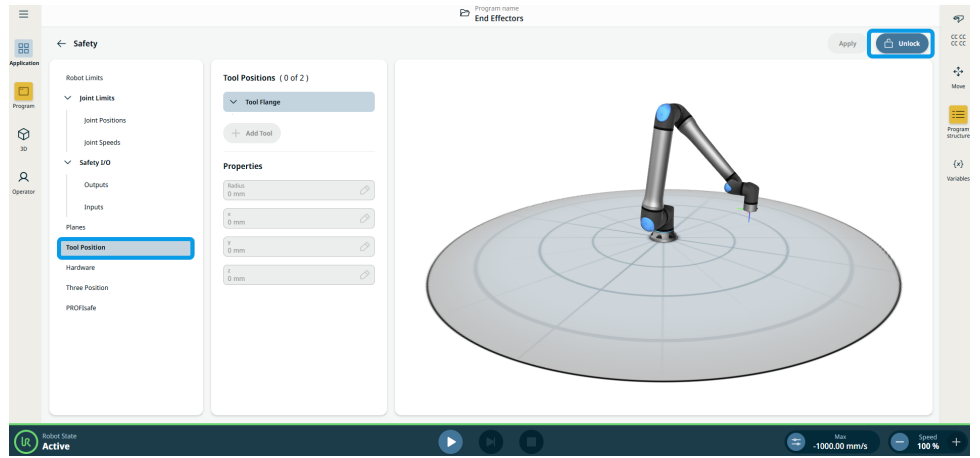 Program name
End Effectors
Application
Program
3D
Operator
Safety
Apply
Unlock
Robot Limits
Joint Limits
Joint Positions
Joint Speeds
Safety I/O
Outputs
Inputs
Planes
Tool Position
Hardware
Three Position
PROFIsafe
Tool Positions ( 0 of 2 )
Tool Flange
Add Tool
Properties
Radius
0 mm
X
0 mm
Y
0 mm
Z
0 mm
CC CC
CC CC
Move
Program
structure
{x}
Variables
UR
Robot State
Active
Max
-1000.00 mm/s
Speed
100 %